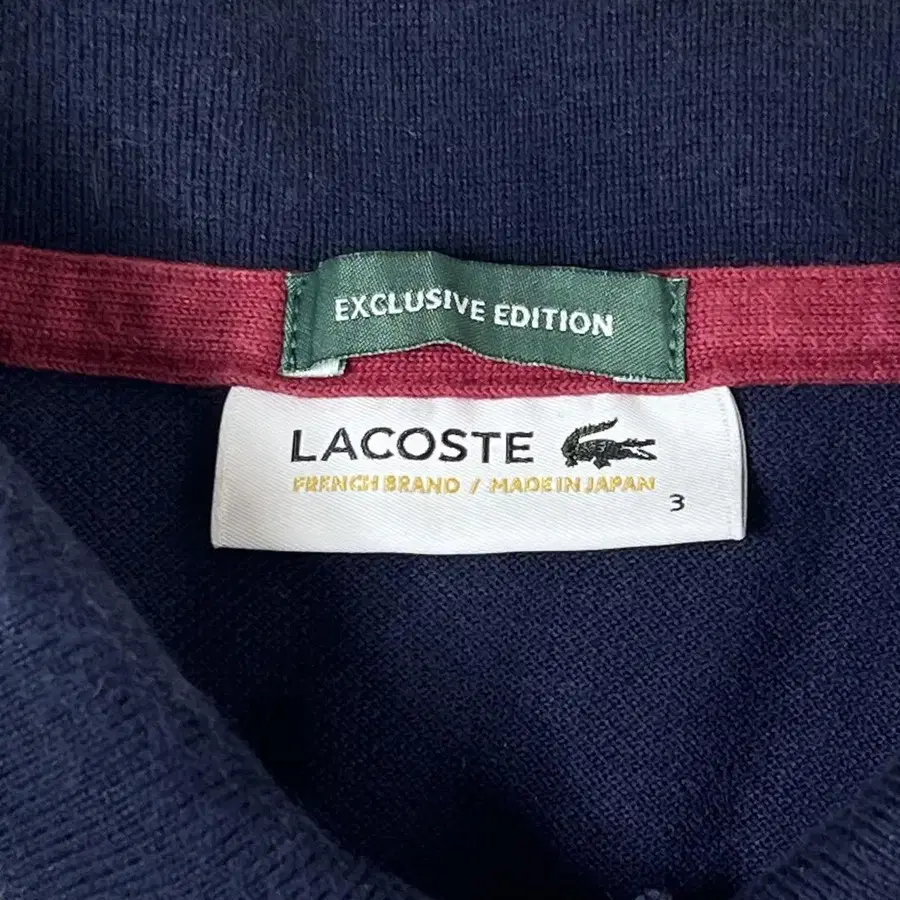 EXCLUSIVE EDITION
LACOSTE
FRENCH BRAND / MADE IN JAPAN
3